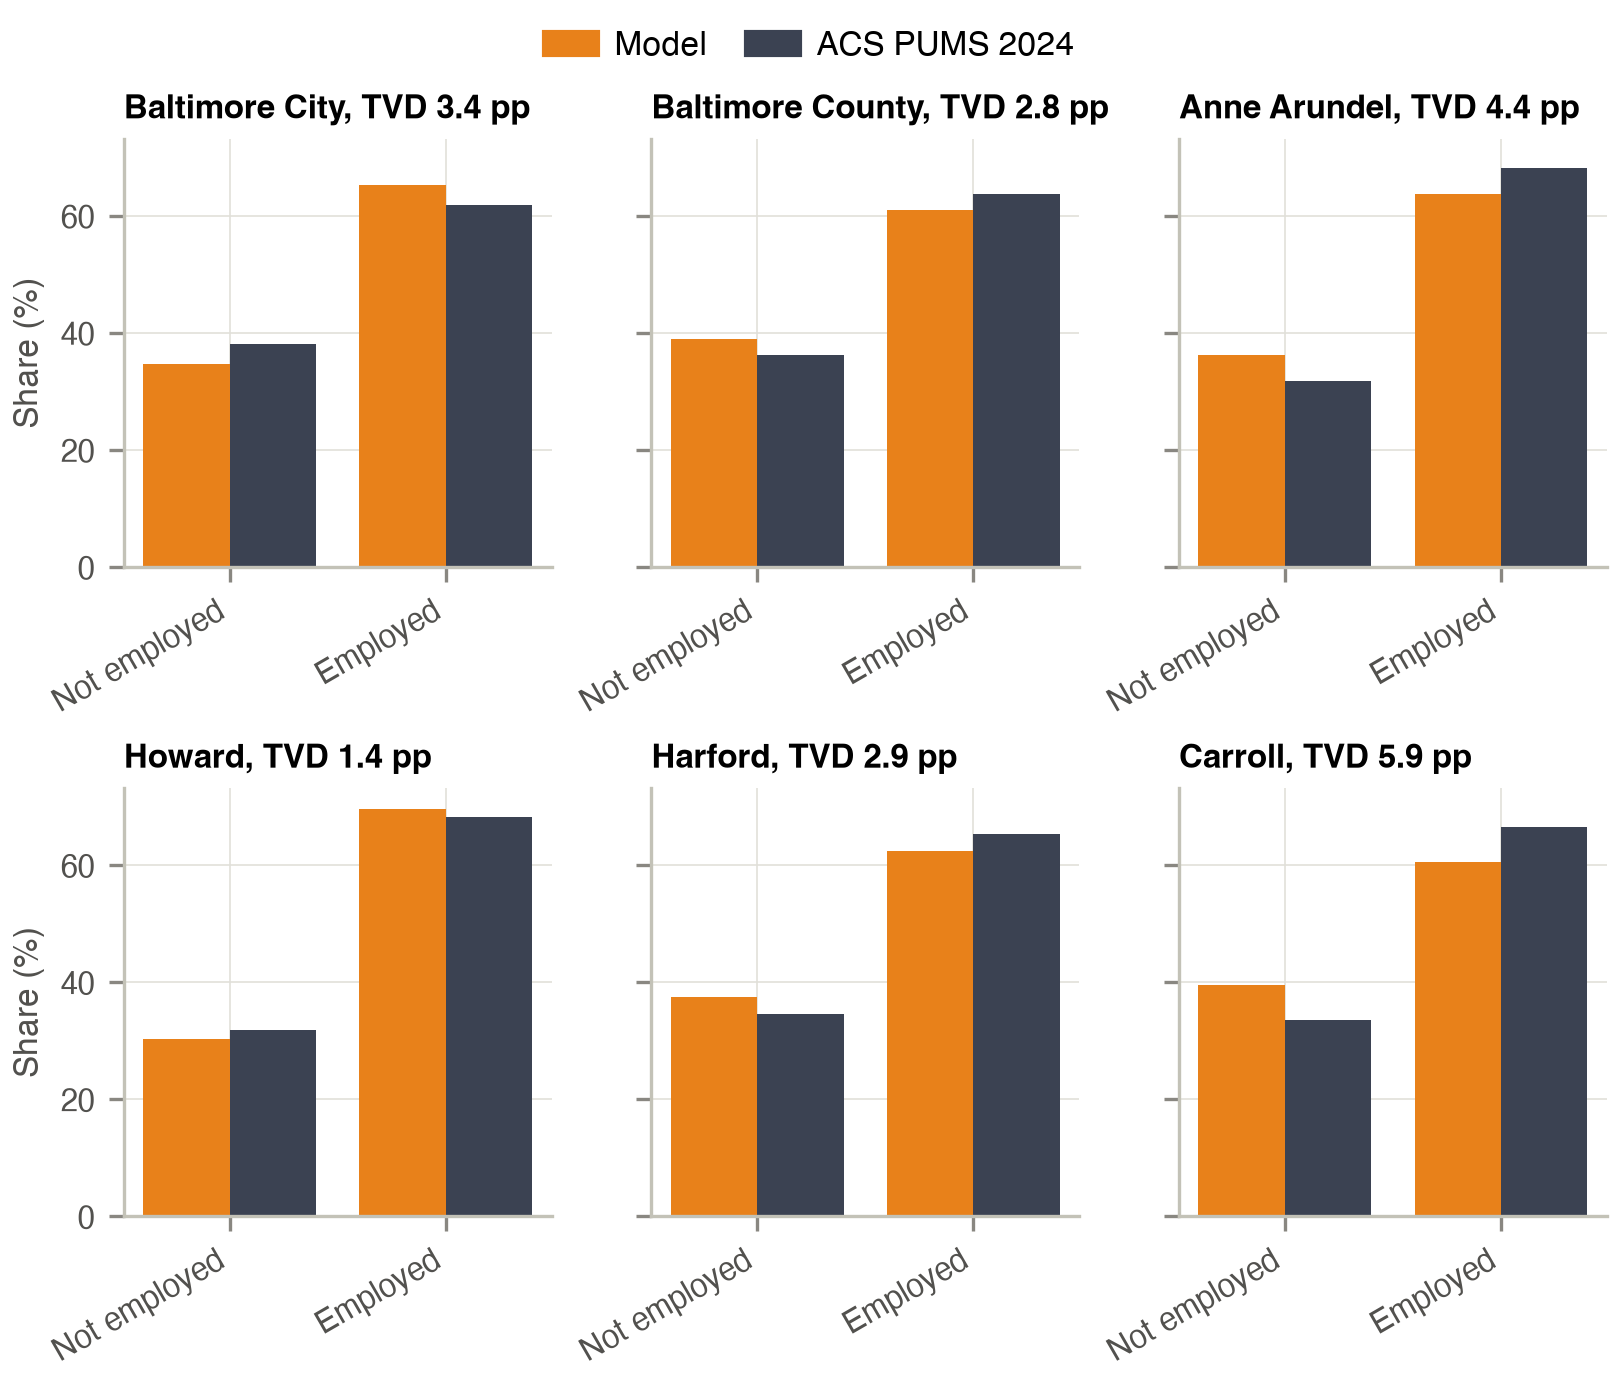 Model ACS PUMS 2024
Baltimore City, TVD 3.4 pp
Baltimore County, TVD 2.8 pp
Anne Arundel, TVD 4.4 pp
Share (%)
60
40
20
0
Not employed
Employed
Not employed
Employed
Not employed
Employed
Howard, TVD 1.4 pp
Harford, TVD 2.9 pp
Carroll, TVD 5.9 pp
Share (%)
60
40
20
0
Not employed
Employed
Not employed
Employed
Not employed
Employed